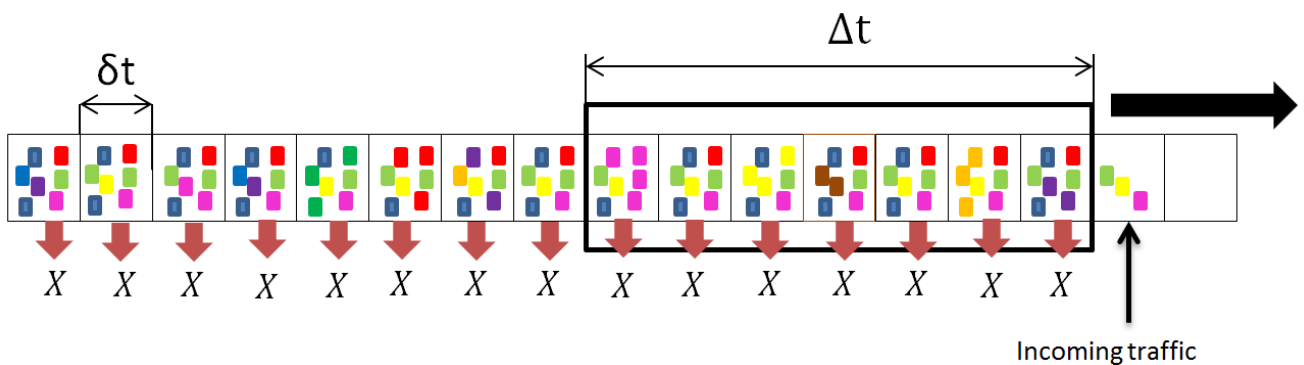 Δt
δt
X X X X X X X X X X X X X X X
Incoming traffic